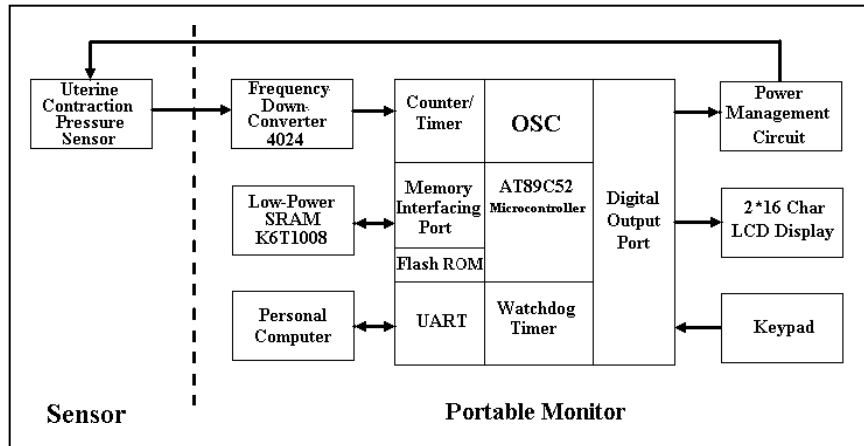 Uterine
Contraction
Pressure
Sensor
Frequency
Down-
Converter
4024
Counter/
Timer
OSC
Power
Management
Circuit
Low-Power
SRAM
K6T1008
Memory
Interfacing
Port
AT89C52
Microcontroller
Digital
Output
Port
2*16 Char
LCD Display
Flash ROM
Personal
Computer
UART
Watchdog
Timer
Keypad
Sensor
Portable Monitor